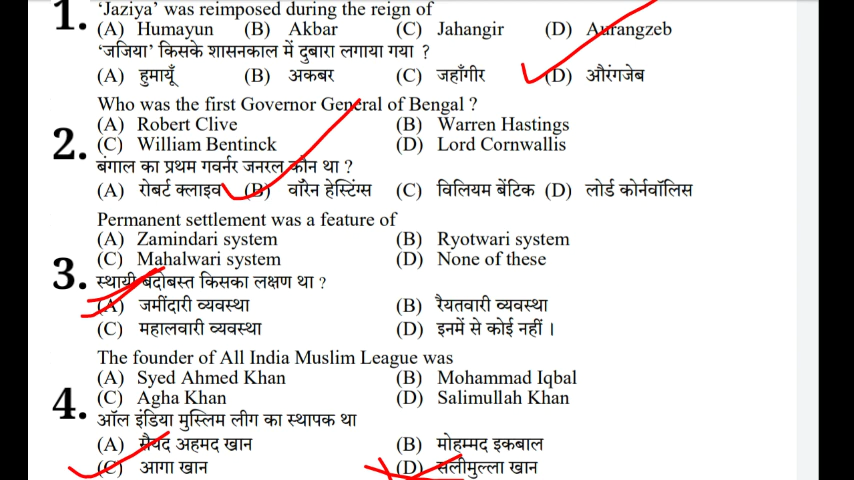 1. 'Jaziya' was reimposed during the reign of
(A) Humayun (B) Akbar (C) Jahangir (D) Aurangzeb
'जजिया' किसके शासनकाल में दुबारा लगाया गया ?
(A) हुमायूँ (B) अकबर (C) जहाँगीर (D) औरंगजेब
2. Who was the first Governor General of Bengal ?
(A) Robert Clive (B) Warren Hastings
(C) William Bentinck (D) Lord Cornwallis
बंगाल का प्रथम गवर्नर जनरल कौन था ?
(A) रोबर्ट क्लाइव (B) वॉरेन हेस्टिंग्स (C) विलियम बेंटिक (D) लोर्ड कोर्नवॉलिस
3. Permanent settlement was a feature of
(A) Zamindari system (B) Ryotwari system
(C) Mahalwari system (D) None of these
स्थायी बंदोबस्त किसका लक्षण था ?
(A) जमींदारी व्यवस्था (B) रैयतवारी व्यवस्था
(C) महालवारी व्यवस्था (D) इनमें से कोई नहीं ।
4. The founder of All India Muslim League was
(A) Syed Ahmed Khan (B) Mohammad Iqbal
(C) Agha Khan (D) Salimullah Khan
ऑल इंडिया मुस्लिम लीग का स्थापक था
(A) सैयद अहमद खान (B) मोहम्मद इकबाल
(C) आगा खान (D) सलीमुल्ला खान